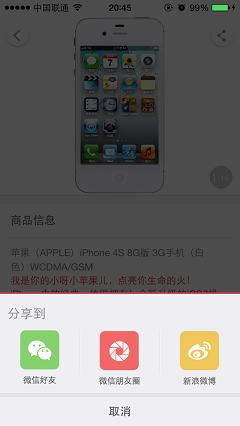 中国联通
20:45
99%
商品信息
苹果（APPLE）iPhone 4S 8G版 3G手机（白
色）WCDMA/GSM
我是你的小呀小苹果儿，点亮你生命的火！
分享到
微信好友
微信朋友圈
新浪微博
取消